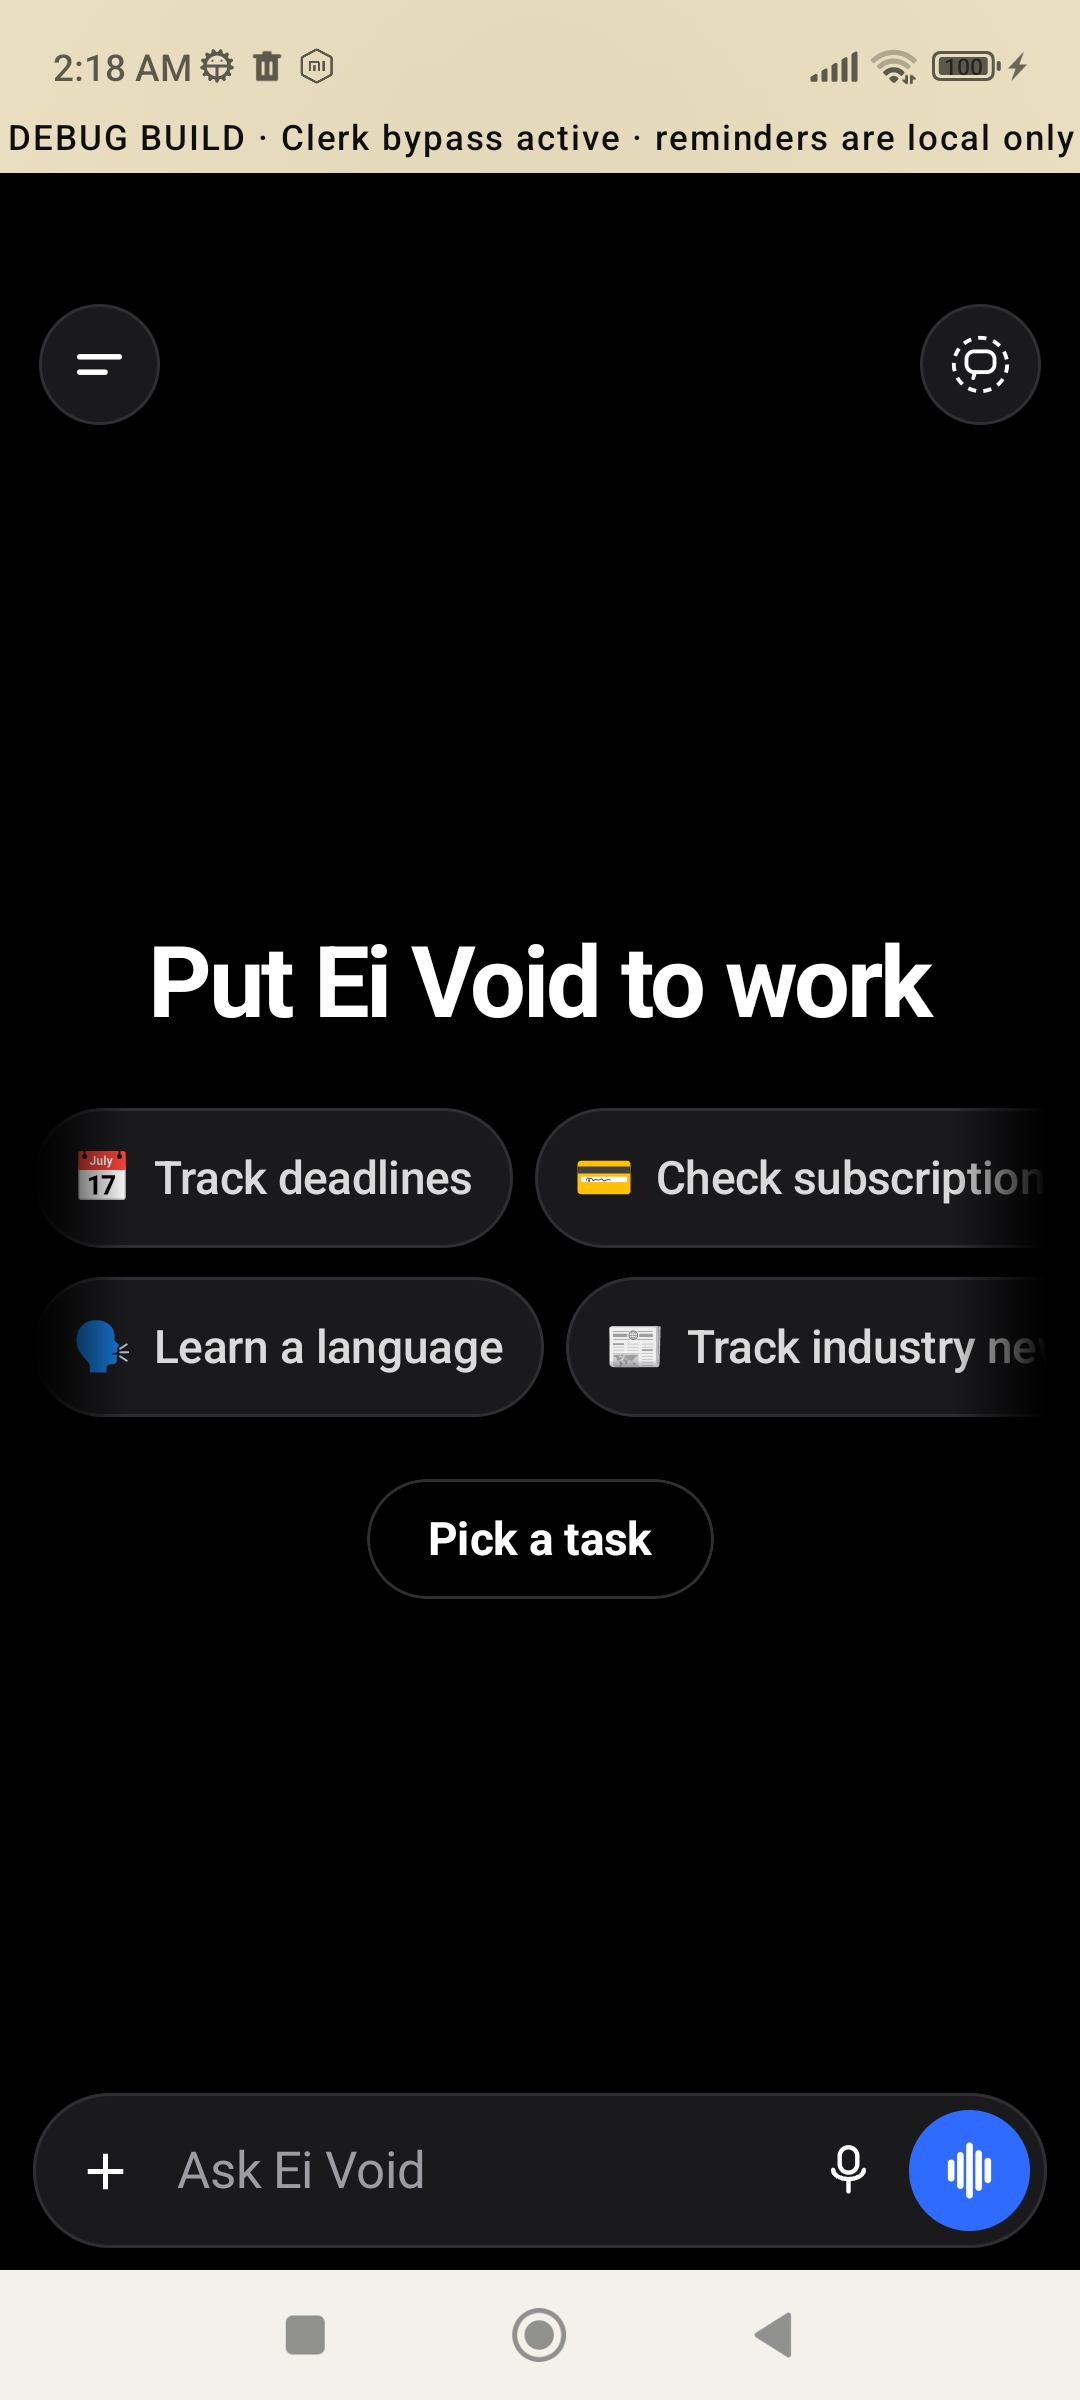 2:18 AM
100
DEBUG BUILD · Clerk bypass active · reminders are local only
Put Ei Void to work
July
17
Track deadlines
Check subscription
Learn a language
Track industry
Pick a task
Ask Ei Void